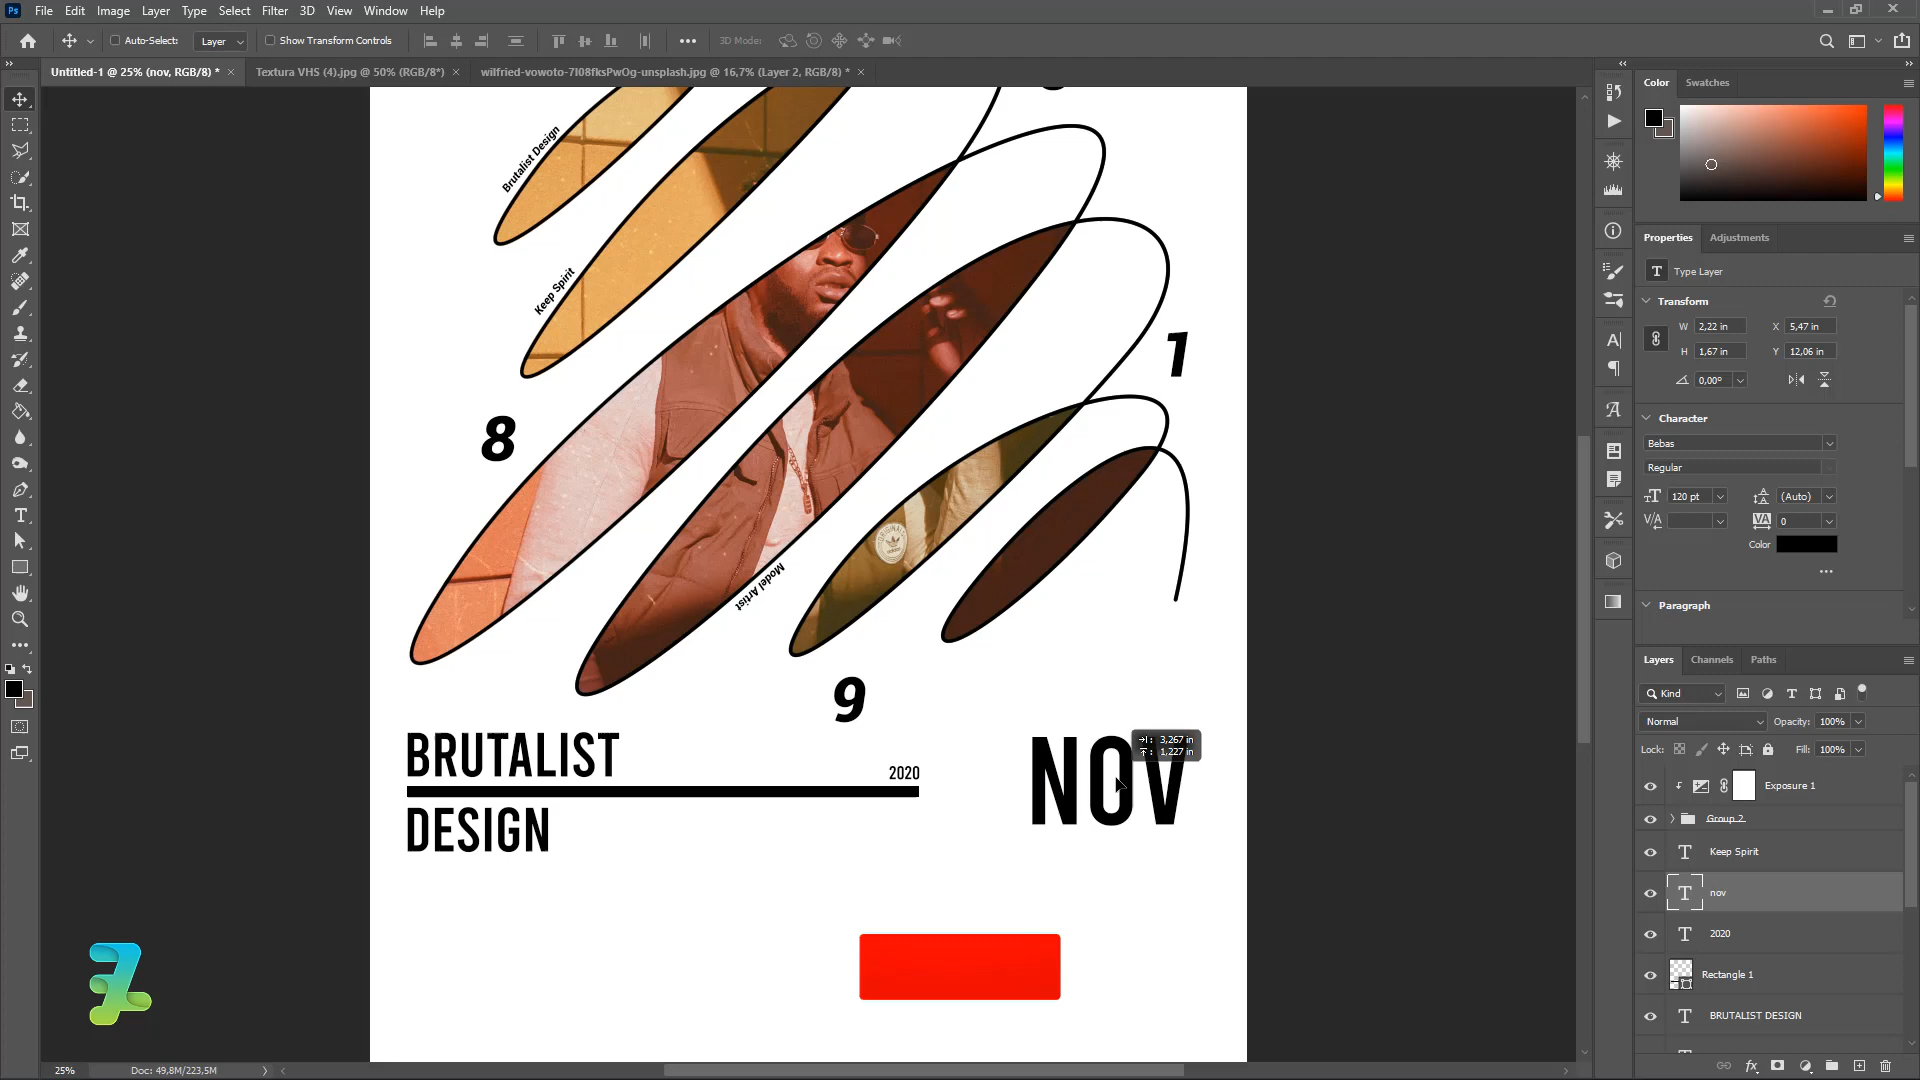 File Edit Image Layer Type Select Filter 3D View Window Help
Auto-Select: Layer Show Transform Controls 3D Mode:
Untitled-1 @ 25% (nov, RGB/8) * × Textura VHS (4).jpg @ 50% (RGB/8*) × wilfried-vowoto-7I08fksPwOg-unsplash.jpg @ 16,7% (Layer 2, RGB/8) * ×
Brutalist Design
Keep Spirit
1
8
ORIGINALS
adidas
Model Artist
9
BRUTALIST
2020
DESIGN
NOV
3,267 in
1,227 in
25% Doc: 49,8M/223,5M
Color Swatches
Properties Adjustments
Type Layer
Transform
W 2,22 in X 5,47 in
H 1,67 in Y 12,06 in
0,00°
Character
Bebas
Regular
120 pt (Auto)
0
Color
Paragraph
Layers Channels Paths
Kind
Normal Opacity: 100%
Lock: Fill: 100%
Exposure 1
Group 2
Keep Spirit
nov
2020
Rectangle 1
BRUTALIST DESIGN